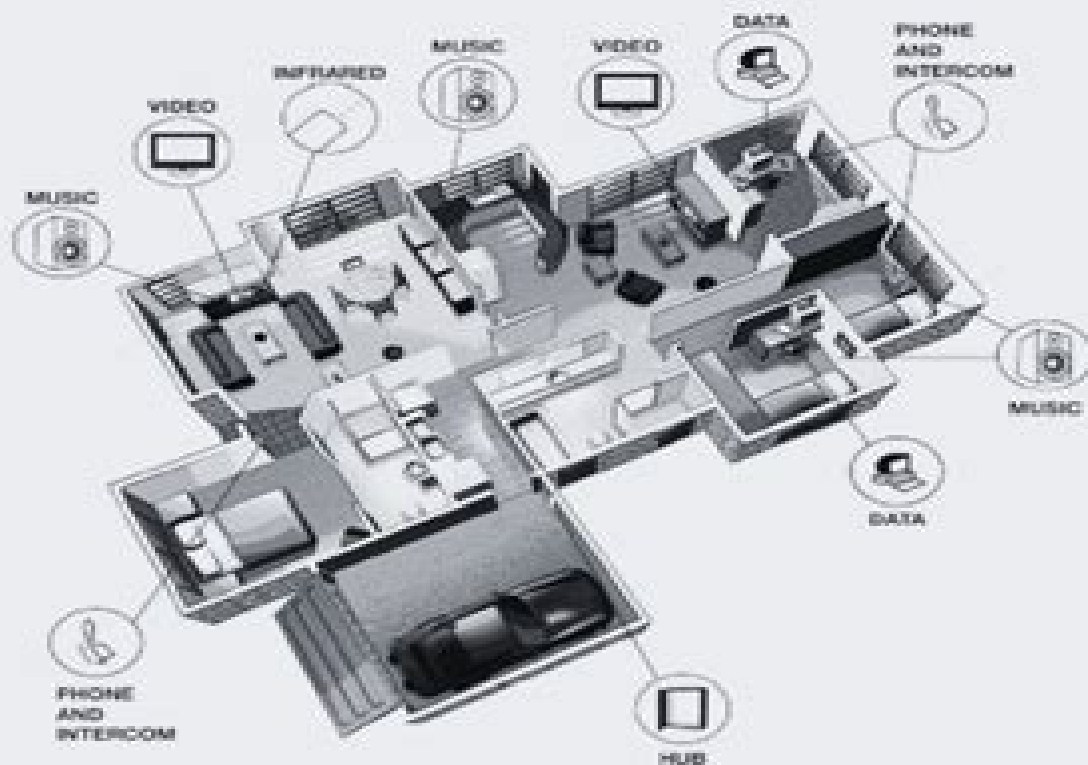 DATA
PHONE
AND
INTERCOM
MUSIC
VIDEO
INFRARED
VIDEO
MUSIC
MUSIC
DATA
PHONE
AND
INTERCOM
HUB